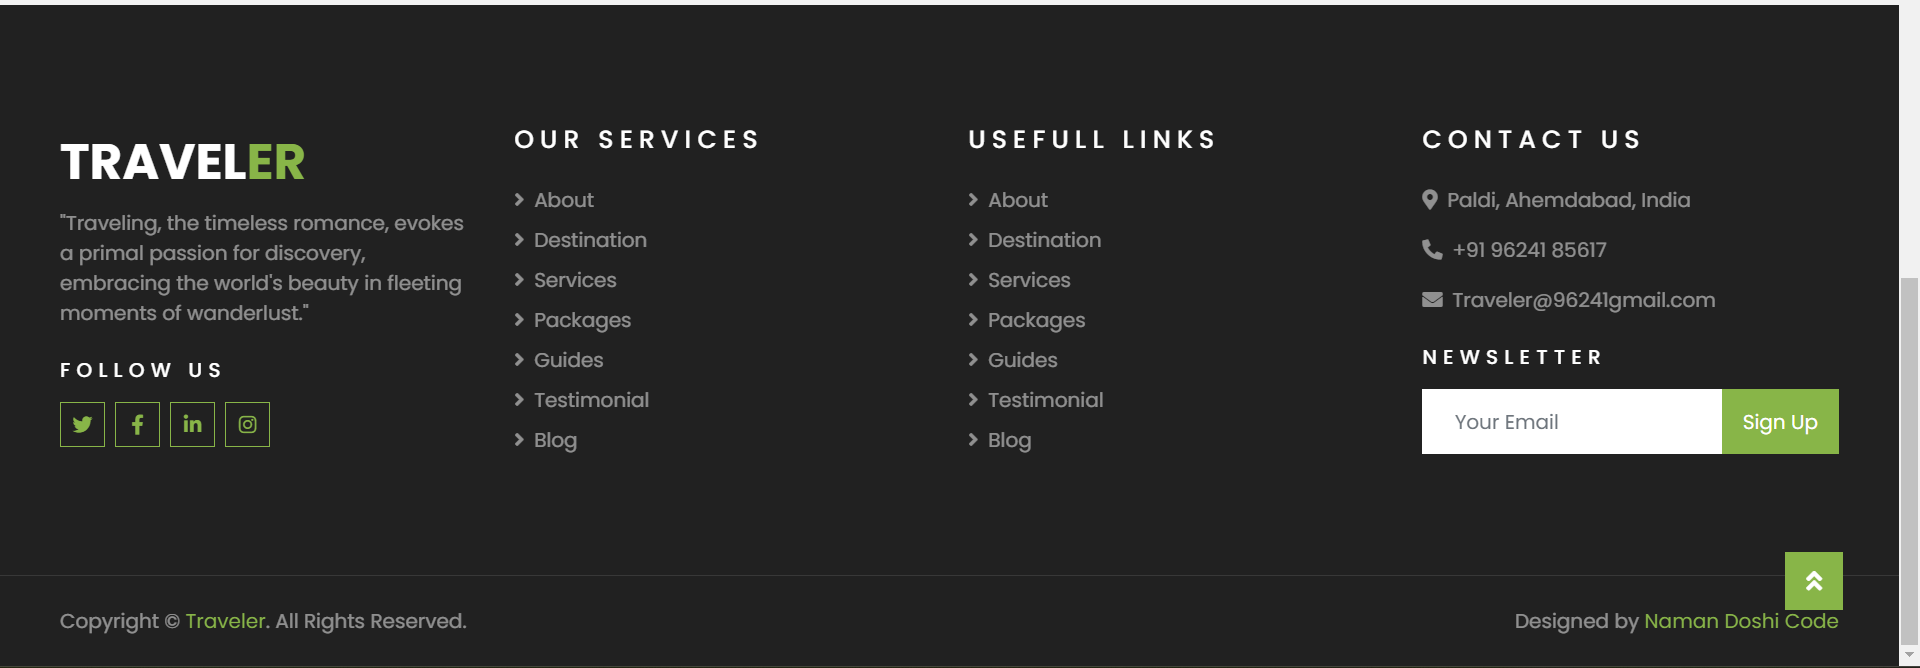 TRAVELER
"Traveling, the timeless romance, evokes
a primal passion for discovery,
embracing the world's beauty in fleeting
moments of wanderlust."
FOLLOW US
OUR SERVICES
About
Destination
Services
Packages
Guides
Testimonial
Blog
USEFULL LINKS
About
Destination
Services
Packages
Guides
Testimonial
Blog
CONTACT US
Paldi, Ahemdabad, India
+91 96241 85617
Traveler@96241gmail.com
NEWSLETTER
Your Email
Sign Up
Copyright © Traveler. All Rights Reserved.
Designed by Naman Doshi Code